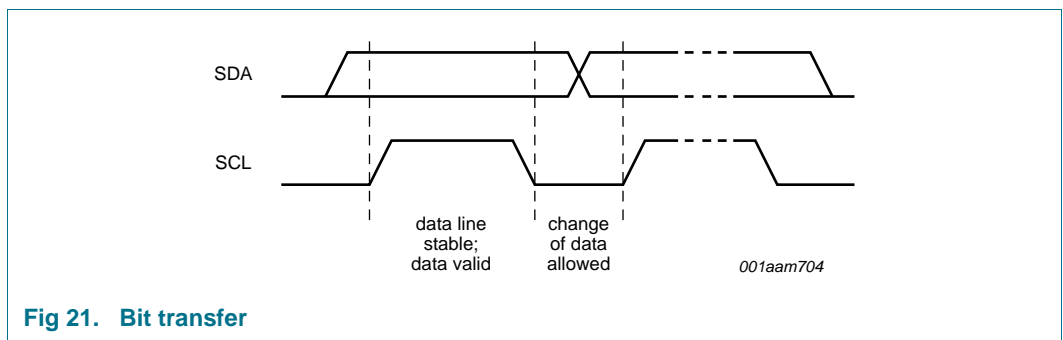 SDA
SCL
data line
stable;
data valid
change
of data
allowed
001aam704
Fig 21. Bit transfer